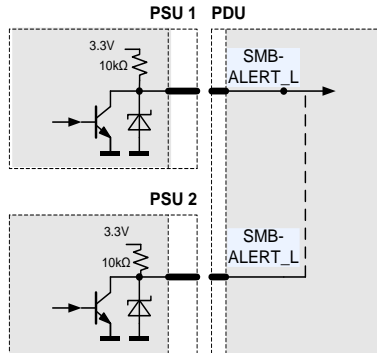 PSU 1 PDU
3.3V
10kΩ
SMB-
ALERT_L
PSU 2
3.3V
10kΩ
SMB-
ALERT_L